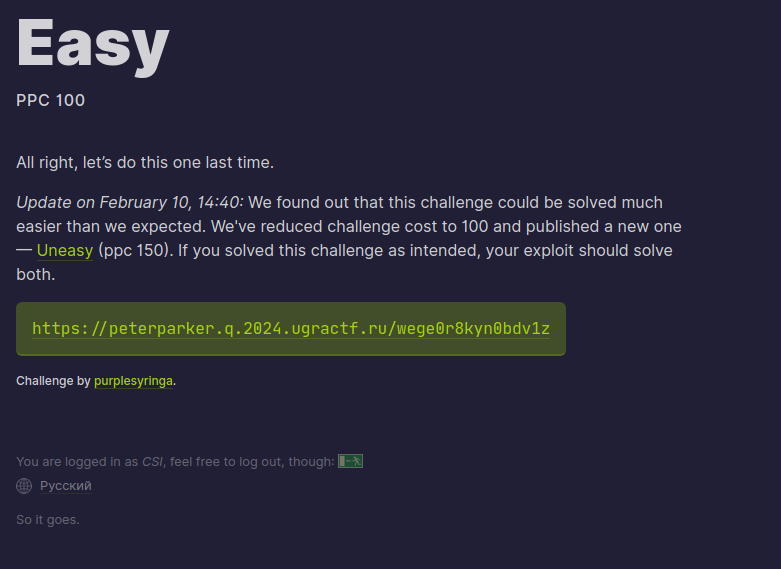 Easy
PPC 100
All right, let’s do this one last time.
Update on February 10, 14:40: We found out that this challenge could be solved much
easier than we expected. We've reduced challenge cost to 100 and published a new one
— Uneasy (ppc 150). If you solved this challenge as intended, your exploit should solve
both.
https://peterparker.q.2024.ugractf.ru/wege0r8kyn0bdv1z
Challenge by purplesyringa.
You are logged in as CSI, feel free to log out, though:
Русский
So it goes.